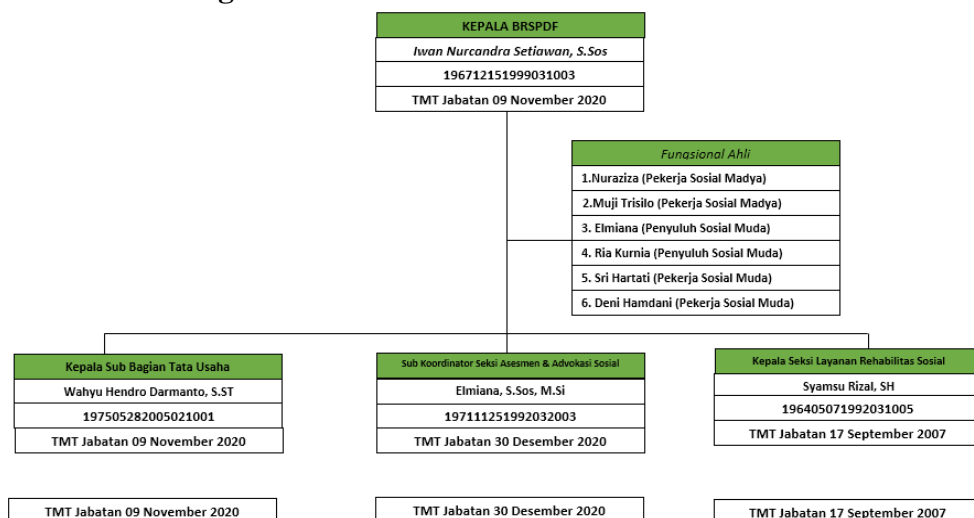 KEPALA BRSPDF
Iwan Nurcandra Setiawan, S.Sos
196712151999031003
TMT Jabatan 09 November 2020
Fungsional Ahli
1.Nuraziza (Pekerja Sosial Madya)
2.Muji Trisilo (Pekerja Sosial Madya)
3. Elmiana (Penyuluh Sosial Muda)
4. Ria Kurnia (Penyuluh Sosial Muda)
5. Sri Hartati (Pekerja Sosial Muda)
6. Deni Hamdani (Pekerja Sosial Muda)
Kepala Sub Bagian Tata Usaha
Wahyu Hendro Darmanto, S.ST
197505282005021001
TMT Jabatan 09 November 2020
Sub Koordinator Seksi Asesmen & Advokasi Sosial
Elmiana, S.Sos, M.Si
197111251992032003
TMT Jabatan 30 Desember 2020
Kepala Seksi Layanan Rehabilitas Sosial
Syamsu Rizal, SH
196405071992031005
TMT Jabatan 17 September 2007
TMT Jabatan 09 November 2020
TMT Jabatan 30 Desember 2020
TMT Jabatan 17 September 2007